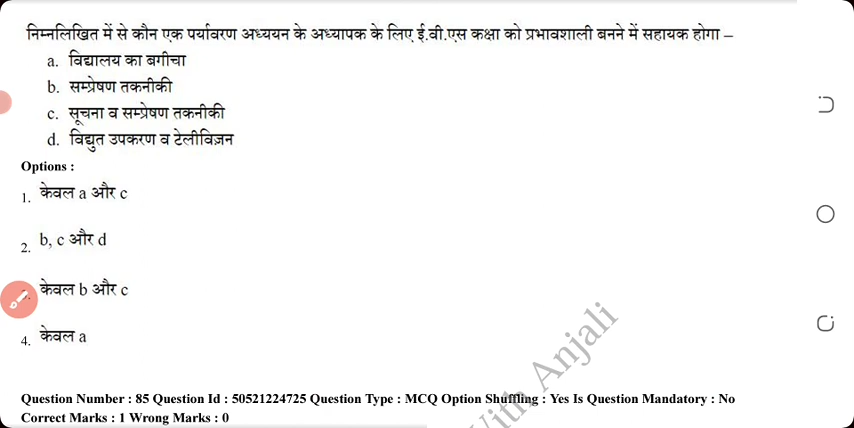 निम्नलिखित में से कौन एक पर्यावरण अध्ययन के अध्यापक के लिए ई.वी.एस कक्षा को प्रभावशाली बनने में सहायक होगा –
a. विद्यालय का बगीचा
b. सम्प्रेषण तकनीकी
c. सूचना व सम्प्रेषण तकनीकी
d. विद्युत उपकरण व टेलीविज़न
Options :
1. केवल a और c
2. b, c और d
केवल b और c
4. केवल a
With Anjali
Question Number : 85 Question Id : 50521224725 Question Type : MCQ Option Shuffling : Yes Is Question Mandatory : No
Correct Marks : 1 Wrong Marks : 0